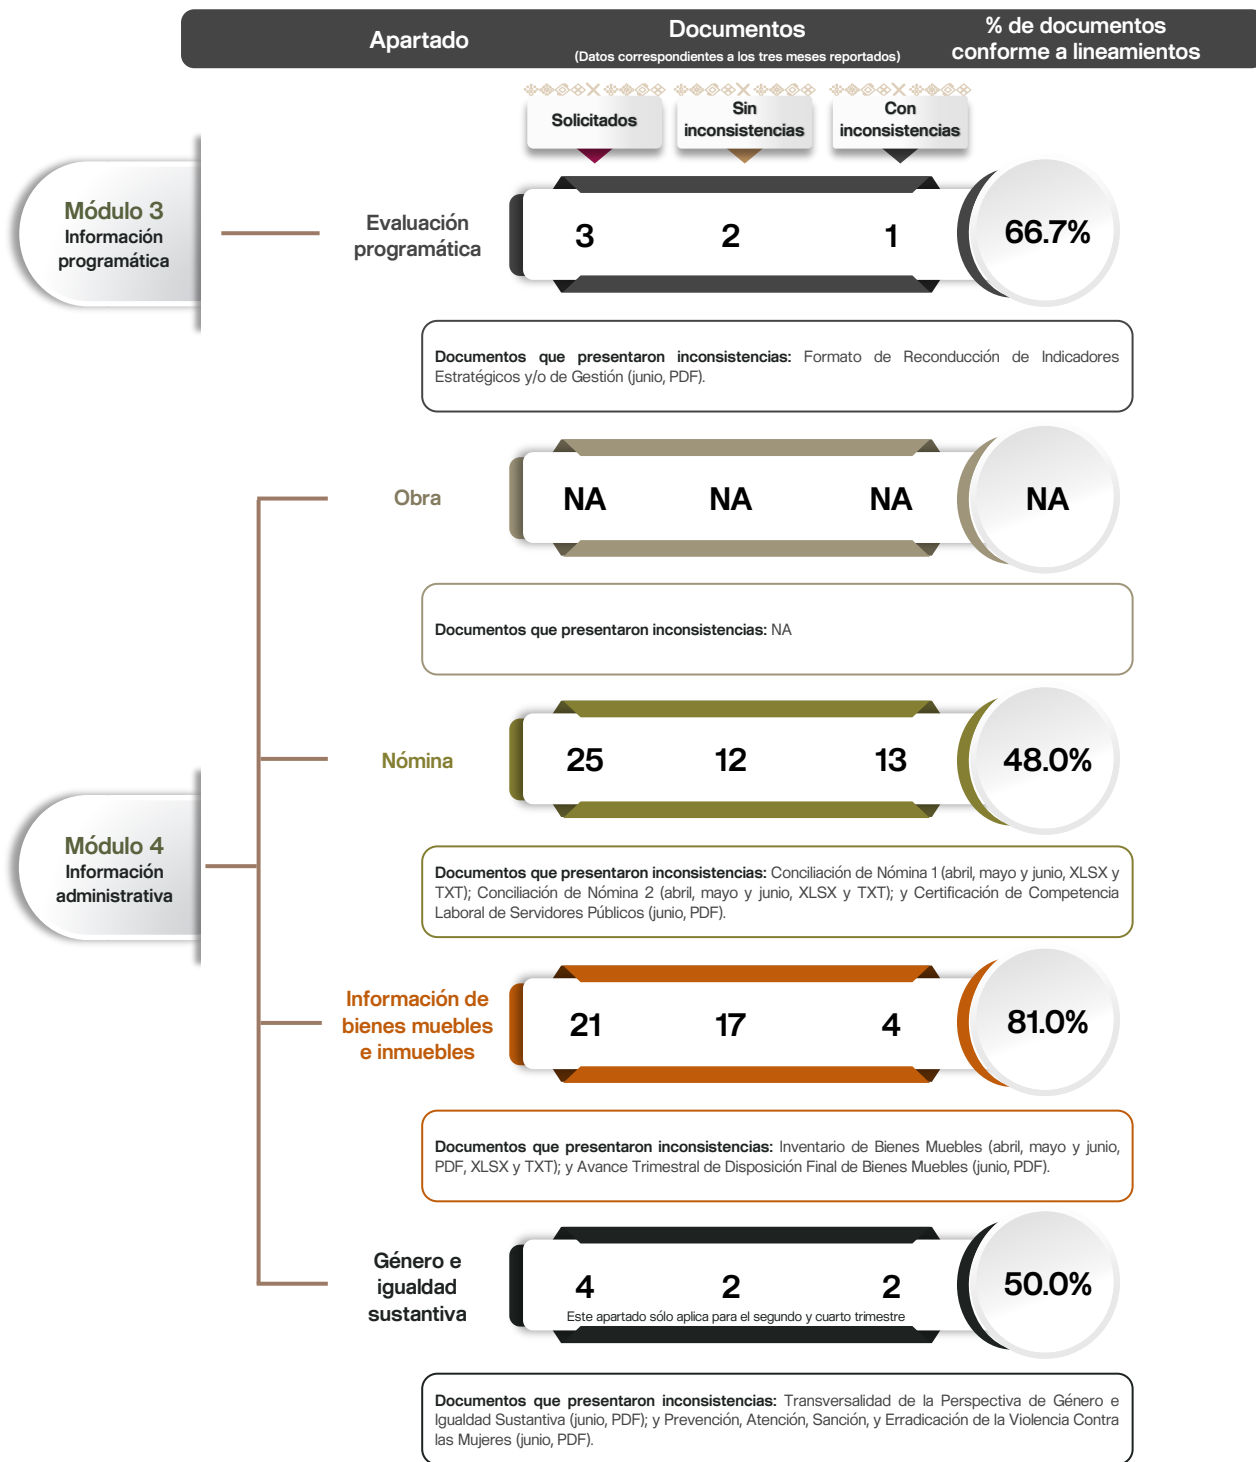 Apartado
Documentos
(Datos correspondientes a los tres meses reportados)
% de documentos
conforme a lineamientos
Solicitados
Sin
inconsistencias
Con
inconsistencias
Módulo 3
Información
programática
Evaluación
programática
3 2 1 66.7%
Documentos que presentaron inconsistencias: Formato de Reconducción de Indicadores
Estratégicos y/o de Gestión (junio, PDF).
Obra
NA NA NA NA
Documentos que presentaron inconsistencias: NA
Nómina
25 12 13 48.0%
Módulo 4
Información
administrativa
Documentos que presentaron inconsistencias: Conciliación de Nómina 1 (abril, mayo y junio, XLSX y
TXT); Conciliación de Nómina 2 (abril, mayo y junio, XLSX y TXT); y Certificación de Competencia
Laboral de Servidores Públicos (junio, PDF).
Información de
bienes muebles
e inmuebles
21 17 4 81.0%
Documentos que presentaron inconsistencias: Inventario de Bienes Muebles (abril, mayo y junio,
PDF, XLSX y TXT); y Avance Trimestral de Disposición Final de Bienes Muebles (junio, PDF).
Género e
igualdad
sustantiva
4 2 2 50.0%
Este apartado sólo aplica para el segundo y cuarto trimestre
Documentos que presentaron inconsistencias: Transversalidad de la Perspectiva de Género e
Igualdad Sustantiva (junio, PDF); y Prevención, Atención, Sanción, y Erradicación de la Violencia Contra
las Mujeres (junio, PDF).